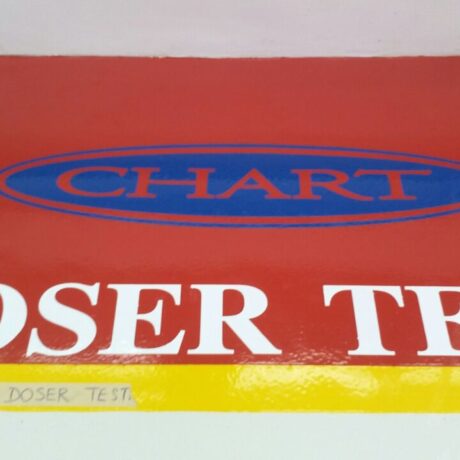 CHART
OSER TE
DOSER TEST.